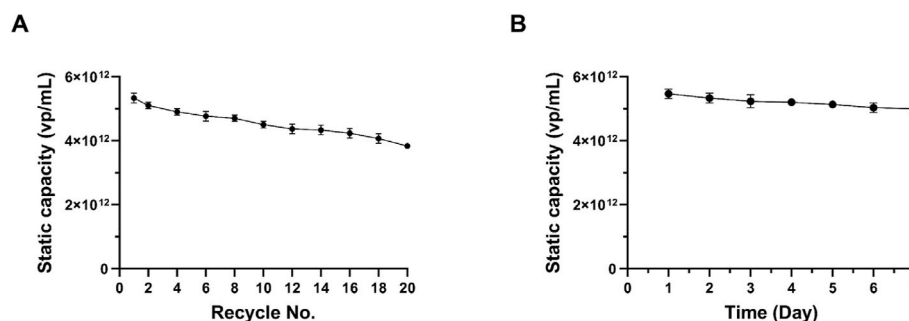 A
Static capacity (vp/mL)
6×10¹²
4×10¹²
2×10¹²
0
0 2 4 6 8 10 12 14 16 18 20
Recycle No.
B
Static capacity (vp/mL)
6×10¹²
4×10¹²
2×10¹²
0
0 1 2 3 4 5 6
Time (Day)